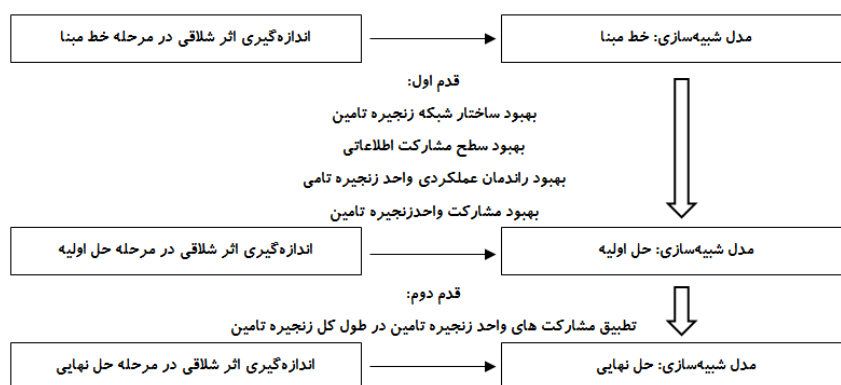 مدل شبیه‌سازی: خط مبنا
اندازه‌گیری اثر شلاقی در مرحله خط مبنا
قدم اول:
بهبود ساختار شبکه زنجیره تامین
بهبود سطح مشارکت اطلاعاتی
بهبود راندمان عملکردی واحد زنجیره تامی
بهبود مشارکت واحدزنجیره تامین
مدل شبیه‌سازی: حل اولیه
اندازه‌گیری اثر شلاقی در مرحله حل اولیه
قدم دوم:
تطبیق مشارکت های واحد زنجیره تامین در طول کل زنجیره تامین
مدل شبیه‌سازی: حل نهایی
اندازه‌گیری اثر شلاقی در مرحله حل نهایی